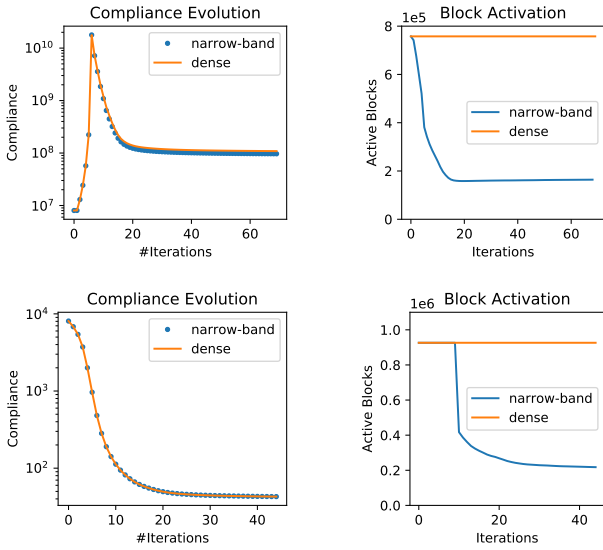 Compliance Evolution
narrow-band
dense
10^10
10^9
10^8
10^7
Compliance
0 20 40 60
#Iterations
Block Activation
8 1e5
6
4
2
0
Active Blocks
narrow-band
dense
0 20 40 60
Iterations
Compliance Evolution
narrow-band
dense
10^4
10^3
10^2
Compliance
0 10 20 30 40
#Iterations
Block Activation
1e6
1.0
0.8
0.6
0.4
0.2
0.0
Active Blocks
narrow-band
dense
0 20 40
Iterations